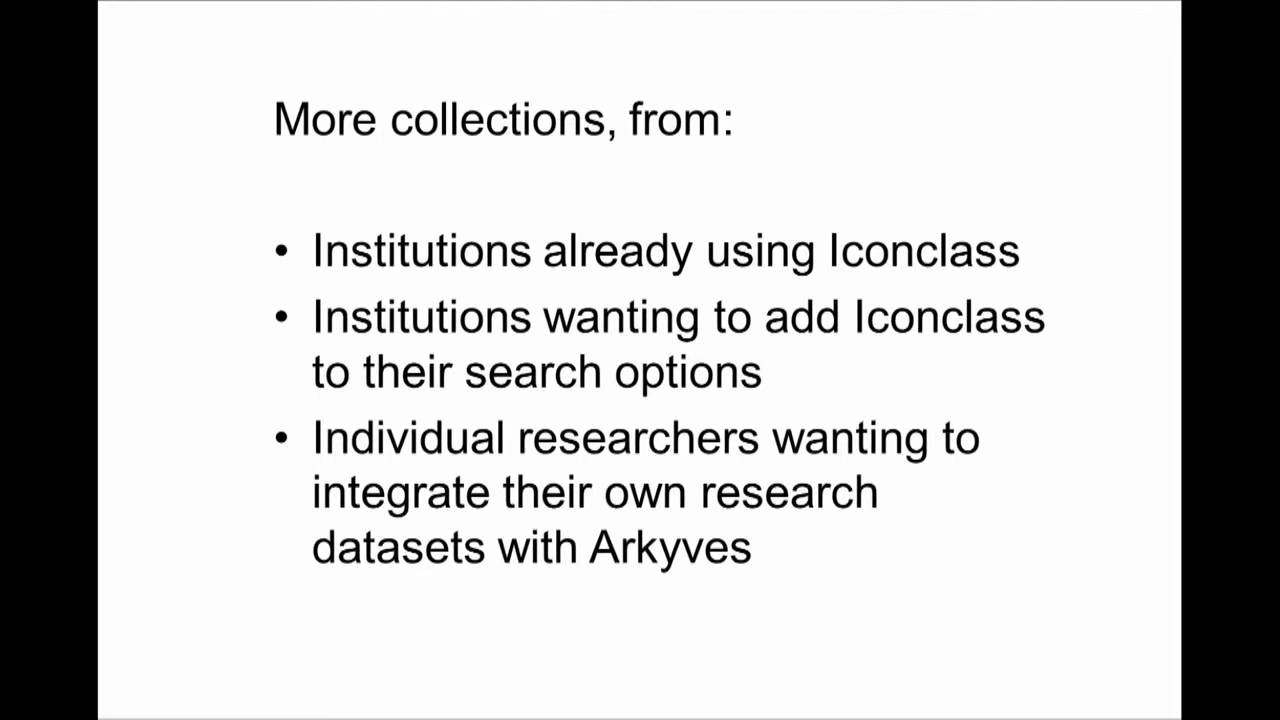 More collections, from:
• Institutions already using Iconclass
• Institutions wanting to add Iconclass
to their search options
• Individual researchers wanting to
integrate their own research
datasets with Arkyves